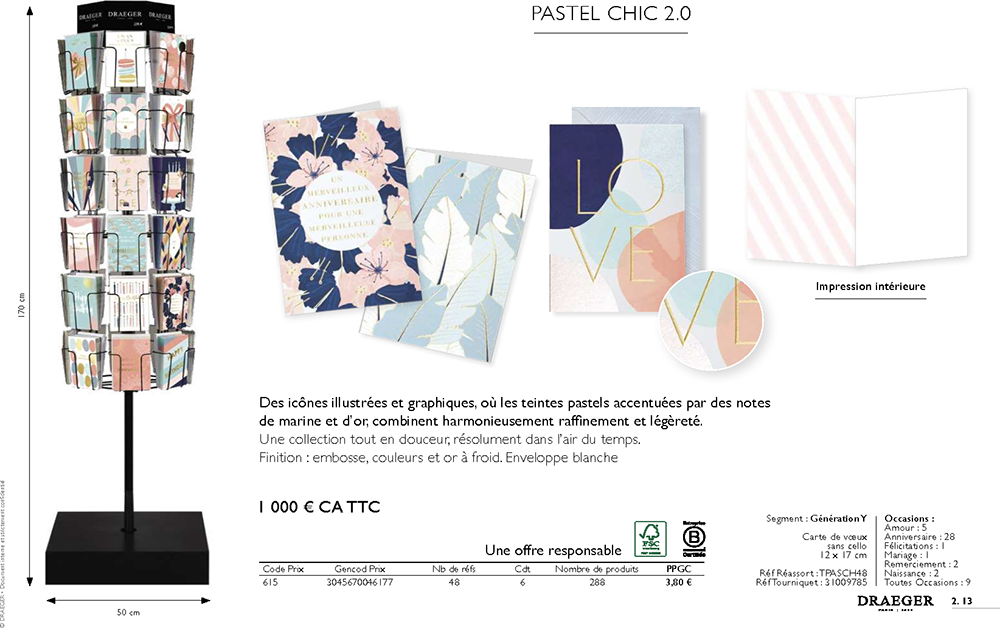 DRAEGER
PASTEL CHIC 2.0
UN
MERVEILLEUX
ANNIVERSAIRE
POUR UNE
MERVEILLEUSE
PERSONNE
LO
VE
VE
Impression intérieure
170 cm
Des icônes illustrées et graphiques, où les teintes pastels accentuées par des notes
de marine et d'or, combinent harmonieusement raffinement et légèreté.
Une collection tout en douceur, résolument dans l'air du temps.
Finition : embosse, couleurs et or à froid. Enveloppe blanche
1 000 € CA TTC
Une offre responsable
FSC
Entreprise
B
Certifiée
Code Prix Gencod Prix Nb de réfs Cdt Nombre de produits PPGC
615 3045670046177 48 6 288 3,80 €
Segment : Génération Y
Carte de vœux
sans cello
12 x 17 cm
Réf Réassort : TPASCH48
Réf Tourniquet : 31009785
Occasions :
Amour : 5
Anniversaire : 28
Félicitations : 1
Mariage : 1
Remerciement : 2
Naissance : 2
Toutes Occasions : 9
50 cm
© DRAEGER - Document interne et strictement confidentiel
DRAEGER
2. 13